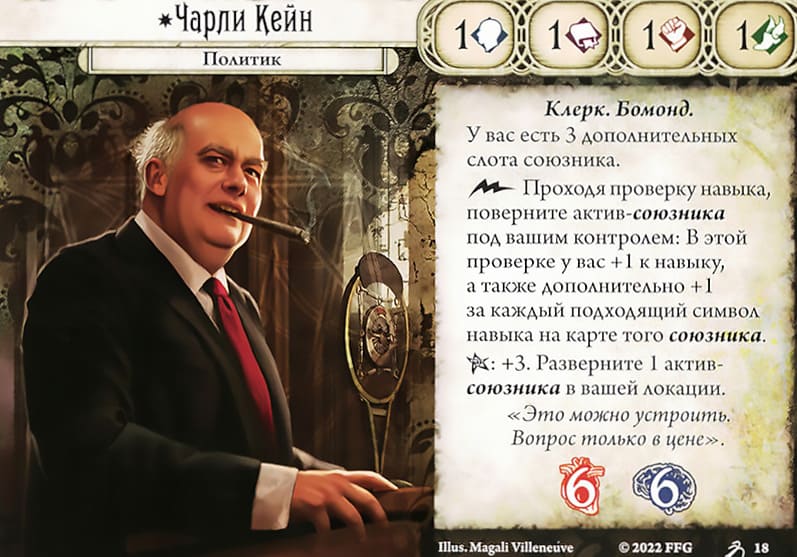 Чарли Кейн
Политик
1 1 1 1
Клерк. Бомонд.
У вас есть 3 дополнительных
слота союзника.
Проходя проверку навыка,
поверните актив-союзника
под вашим контролем: В этой
проверке у вас +1 к навыку,
а также дополнительно +1
за каждый подходящий символ
навыка на карте того союзника.
: +3. Разверните 1 актив-
союзника в вашей локации.
«Это можно устроить.
Вопрос только в цене».
6 6
Illus. Magali Villeneuve © 2022 FFG 18